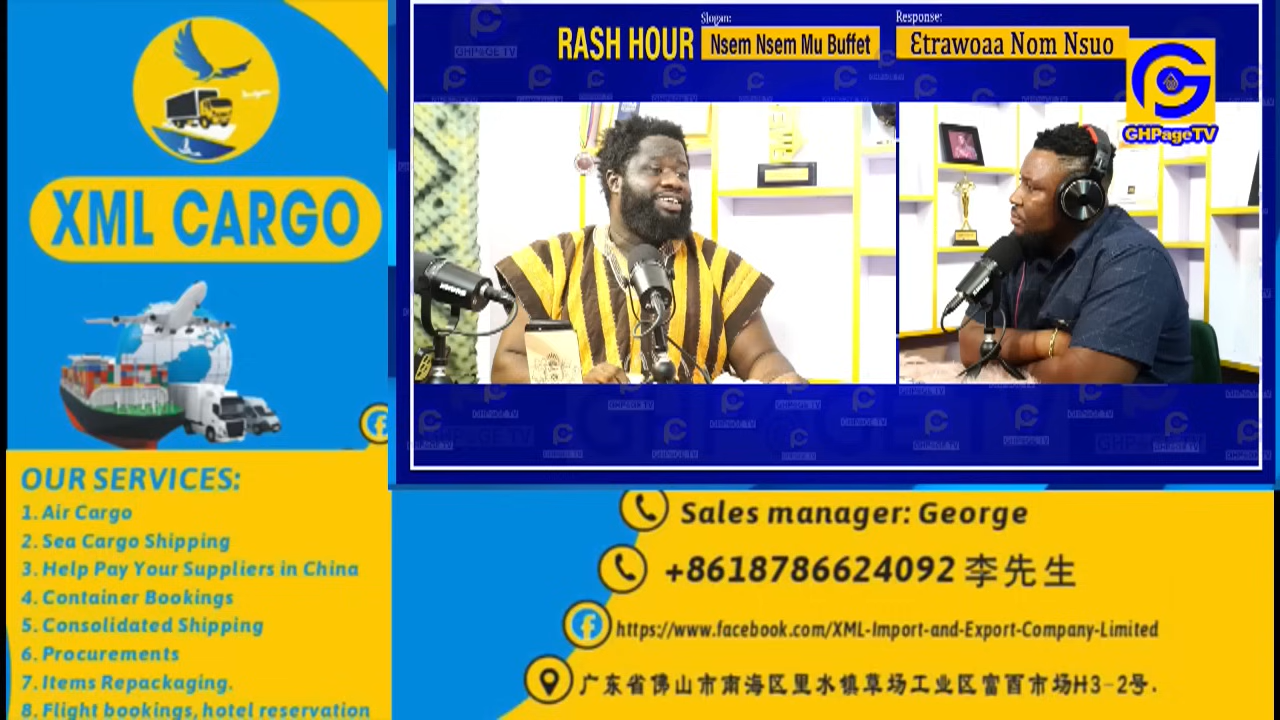 XML CARGO
OUR SERVICES:
1. Air Cargo
2. Sea Cargo Shipping
3. Help Pay Your Suppliers in China
4. Container Bookings
5. Consolidated Shipping
6. Procurements
7. Items Repackaging.
8. Flight bookings, hotel reservation
RASH HOUR
Slogan:
Nsem Nsem Mu Buffet
Response:
Ɛtrawoaa Nom Nsuo
GHPageTV
Sales manager: George
+8618786624092 李先生
https://www.facebook.com/XML-Import-and-Export-Company-Limited
广东省佛山市南海区里水镇草场工业区富百市场H3-2号.